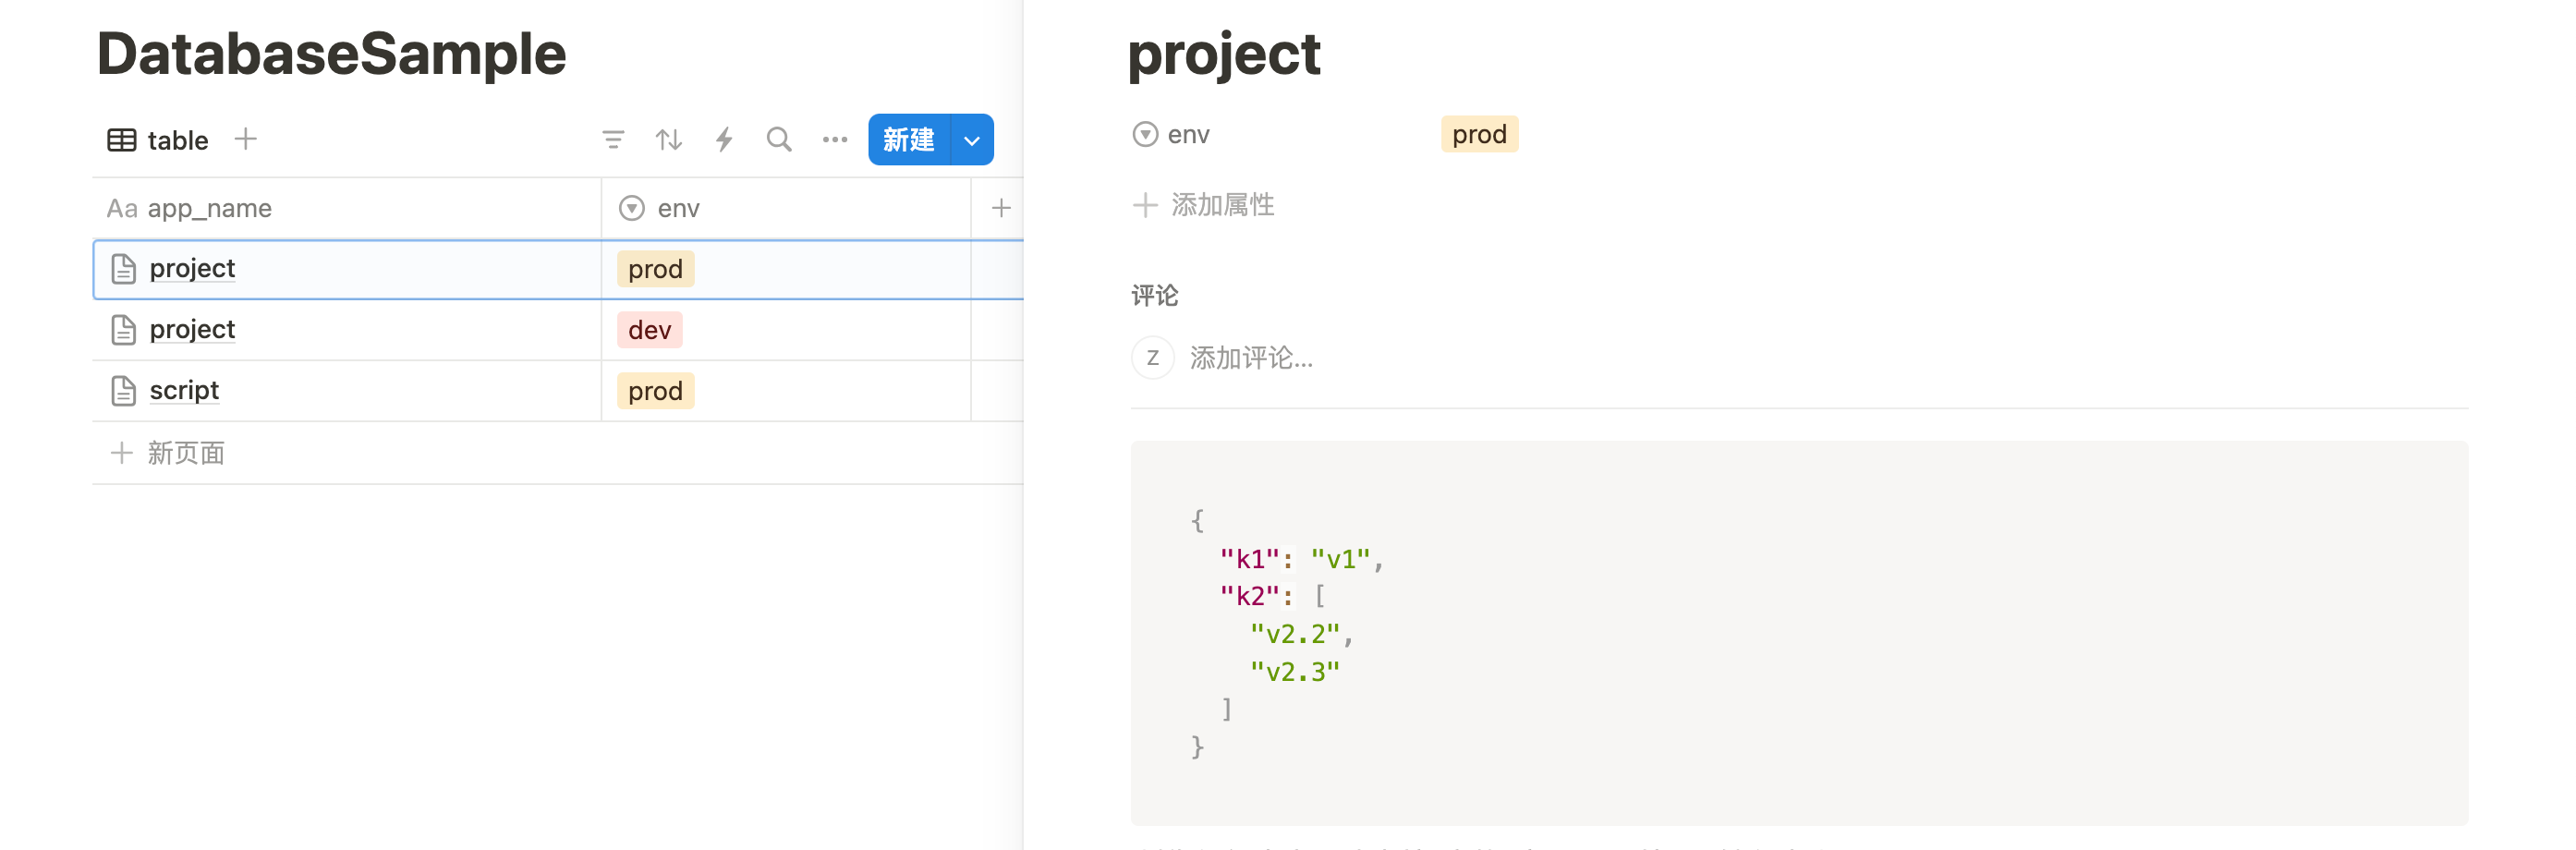 DatabaseSample
table
新建
Aa app_name
env
project
prod
project
dev
script
prod
新页面
project
env
prod
添加属性
评论
Z
添加评论...
{
"k1": "v1",
"k2": [
"v2.2",
"v2.3"
]
}